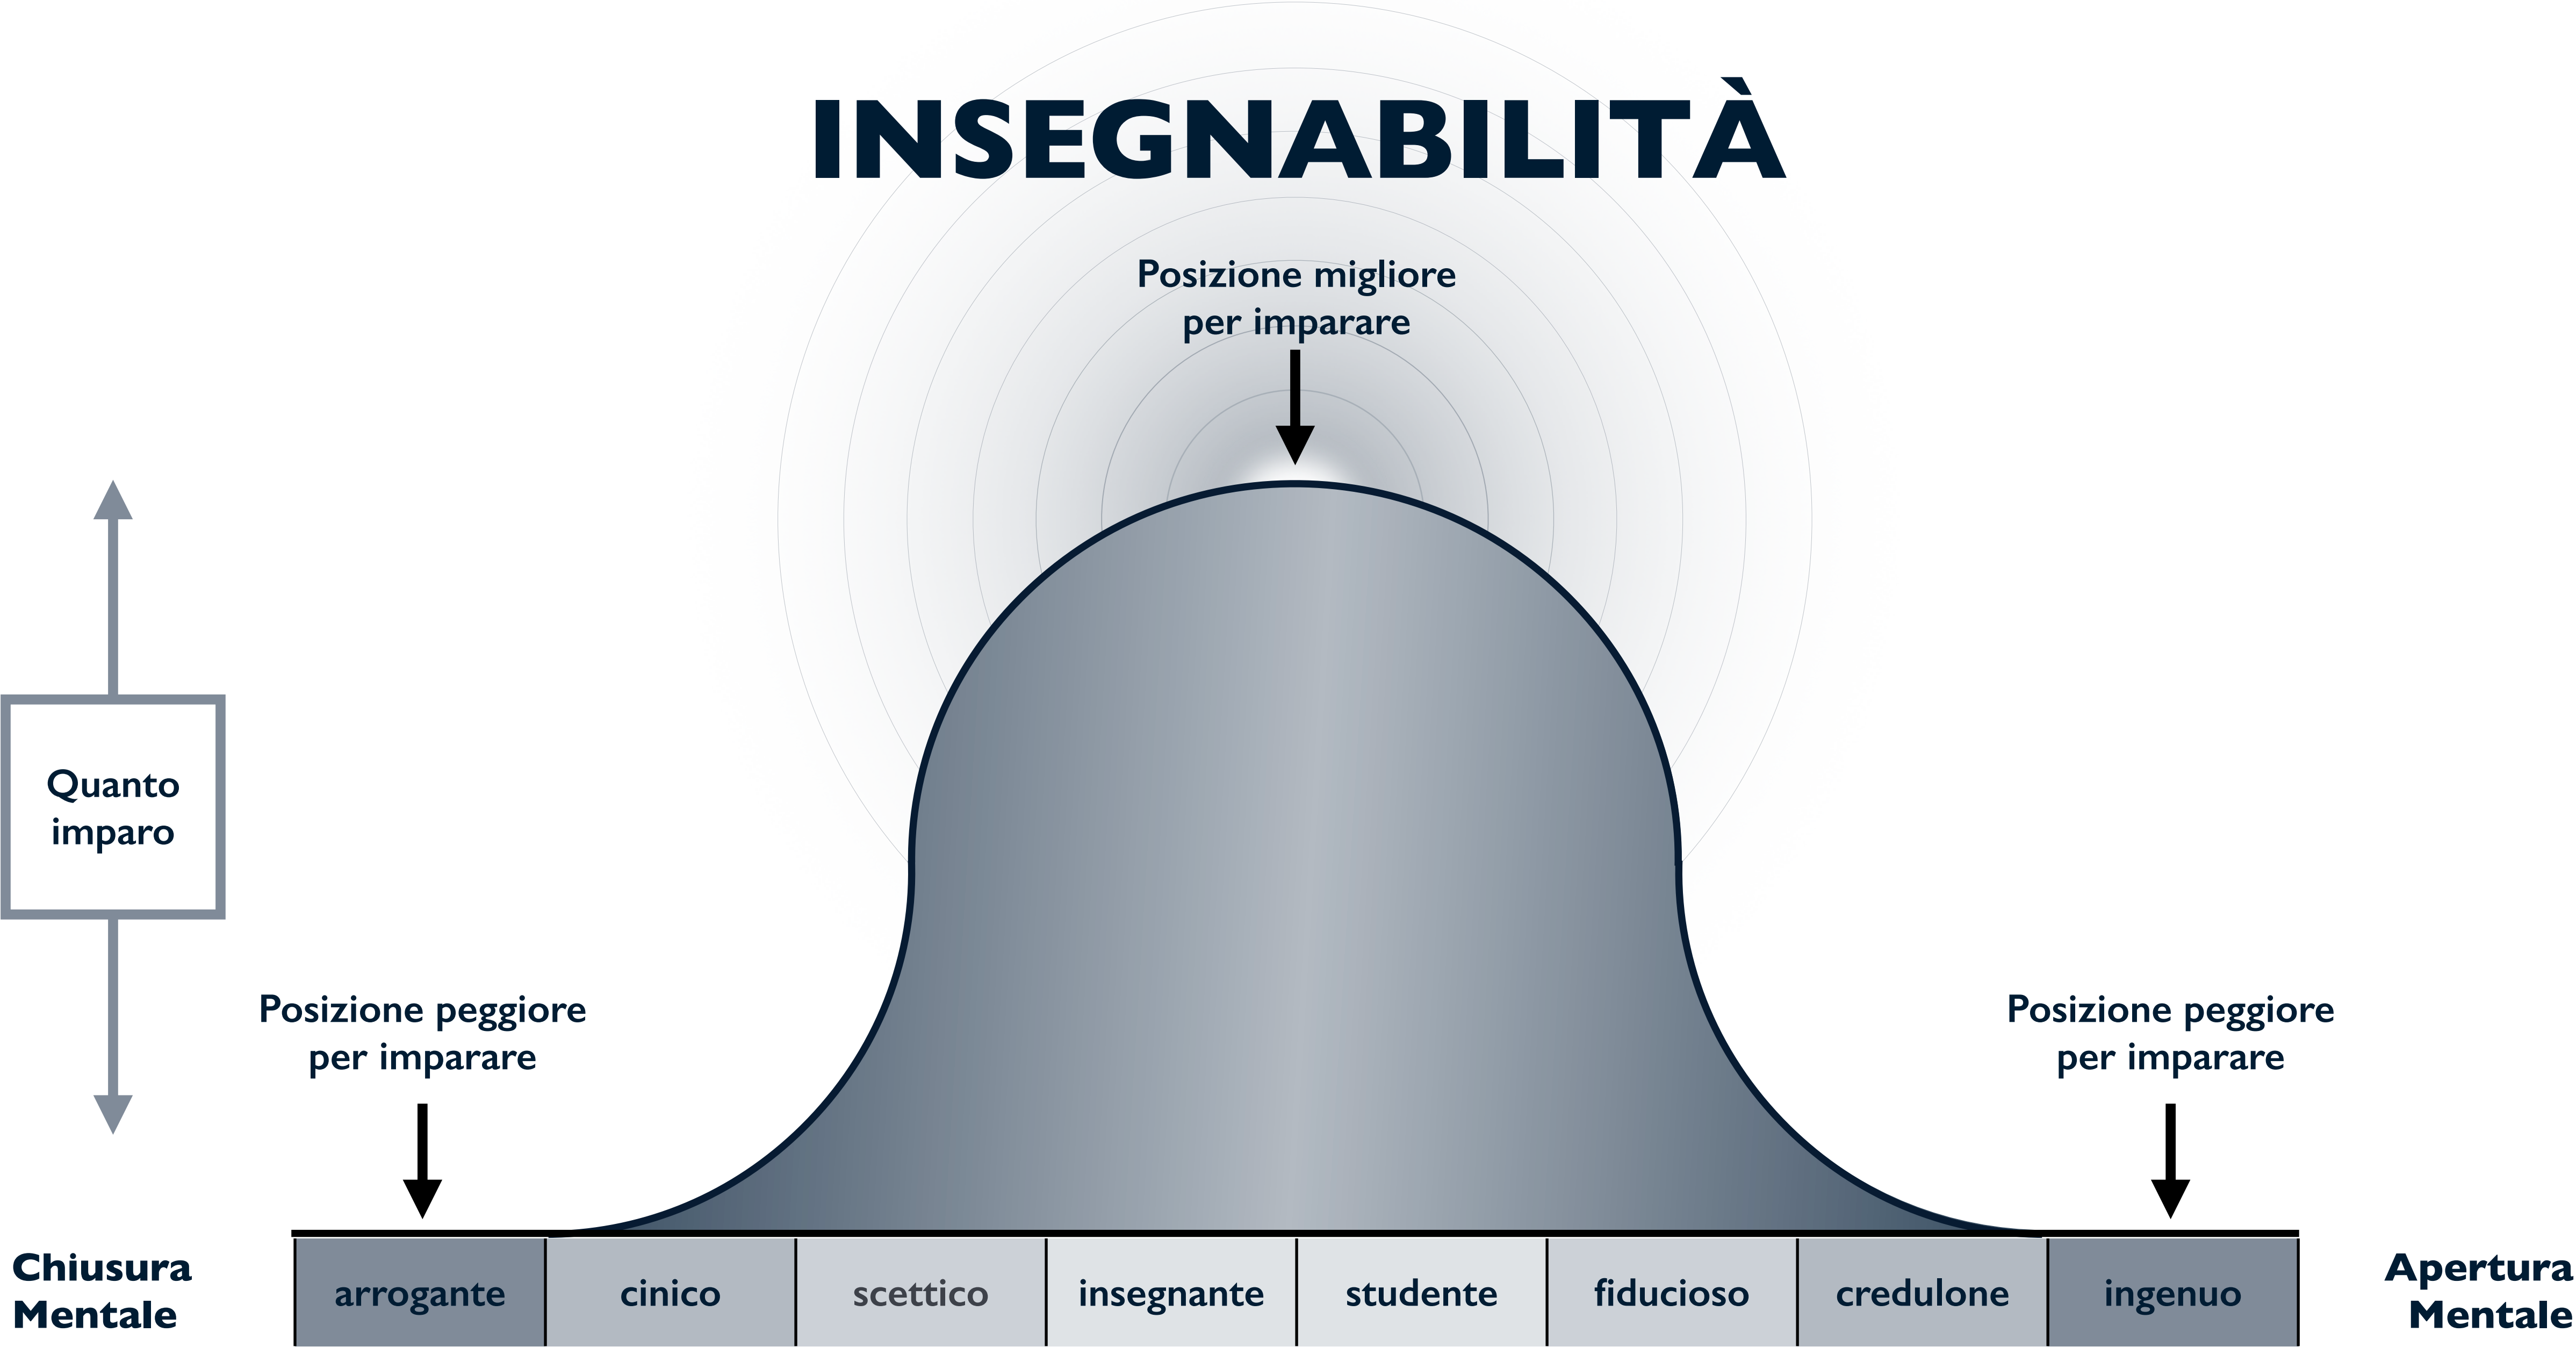 INSEGNABILITÀ
Posizione migliore
per imparare
Quanto
imparo
Posizione peggiore
per imparare
Posizione peggiore
per imparare
Chiusura
Mentale
arrogante
cinico
scettico
insegnante
studente
fiducioso
credulone
ingenuo
Apertura
Mentale